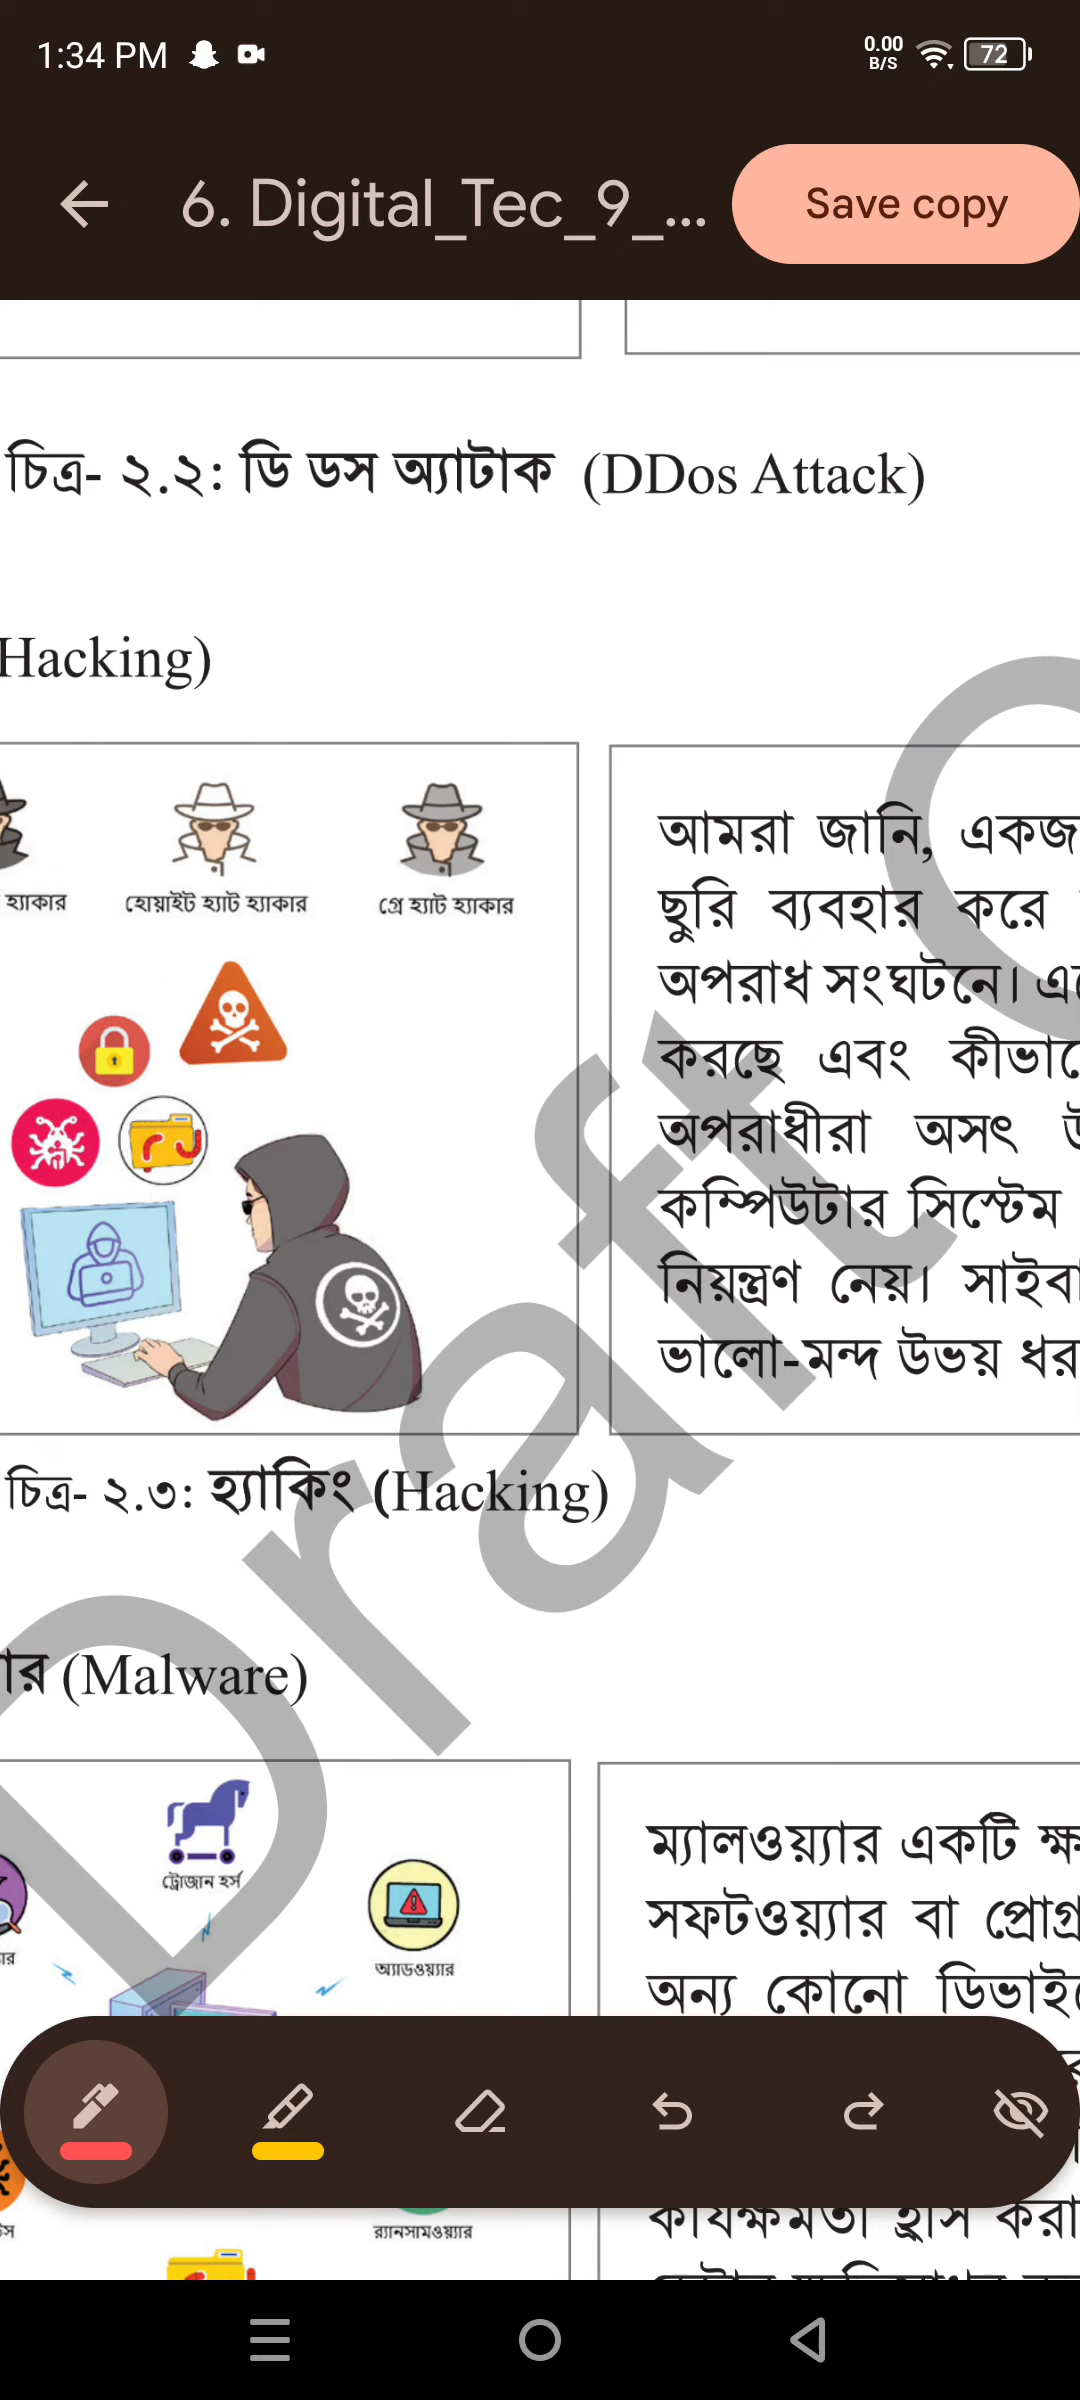 1:34 PM
0.00
B/S
72
6. Digital_Tec_9_...
Save copy
চিত্র- ২.২: ডি ডস অ্যাটাক (DDos Attack)
Hacking)
হ্যাকার
হোয়াইট হ্যাট হ্যাকার
গ্রে হ্যাট হ্যাকার
আমরা জানি, একজ
ছুরি ব্যবহার করে
অপরাধ সংঘটনে। এ
করছে এবং কীভা
অপরাধীরা অসৎ
কম্পিউটার সিস্টেম
নিয়ন্ত্রণ নেয়। সাইবা
ভালো-মন্দ উভয় ধর
চিত্র- ২.৩: হ্যাকিং (Hacking)
Draft
ার (Malware)
ট্রোজান হর্স
অ্যাডওয়্যার
ম্যালওয়্যার একটি ক্ষ
সফটওয়্যার বা প্রোগ্র
অন্য কোনো ডিভাই
র‍্যানসামওয়্যার
কার্যক্ষমতা হ্রাস করা